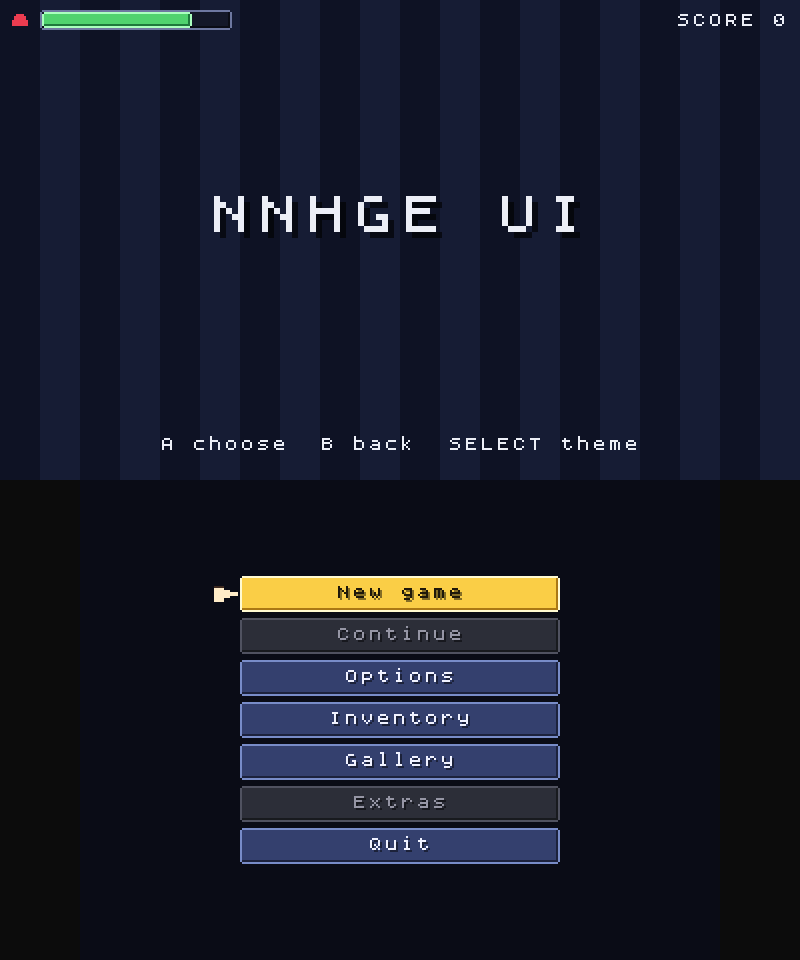 SCORE 0
NNHGE UI
A choose B back SELECT theme
New game
Continue
Options
Inventory
Gallery
Extras
Quit